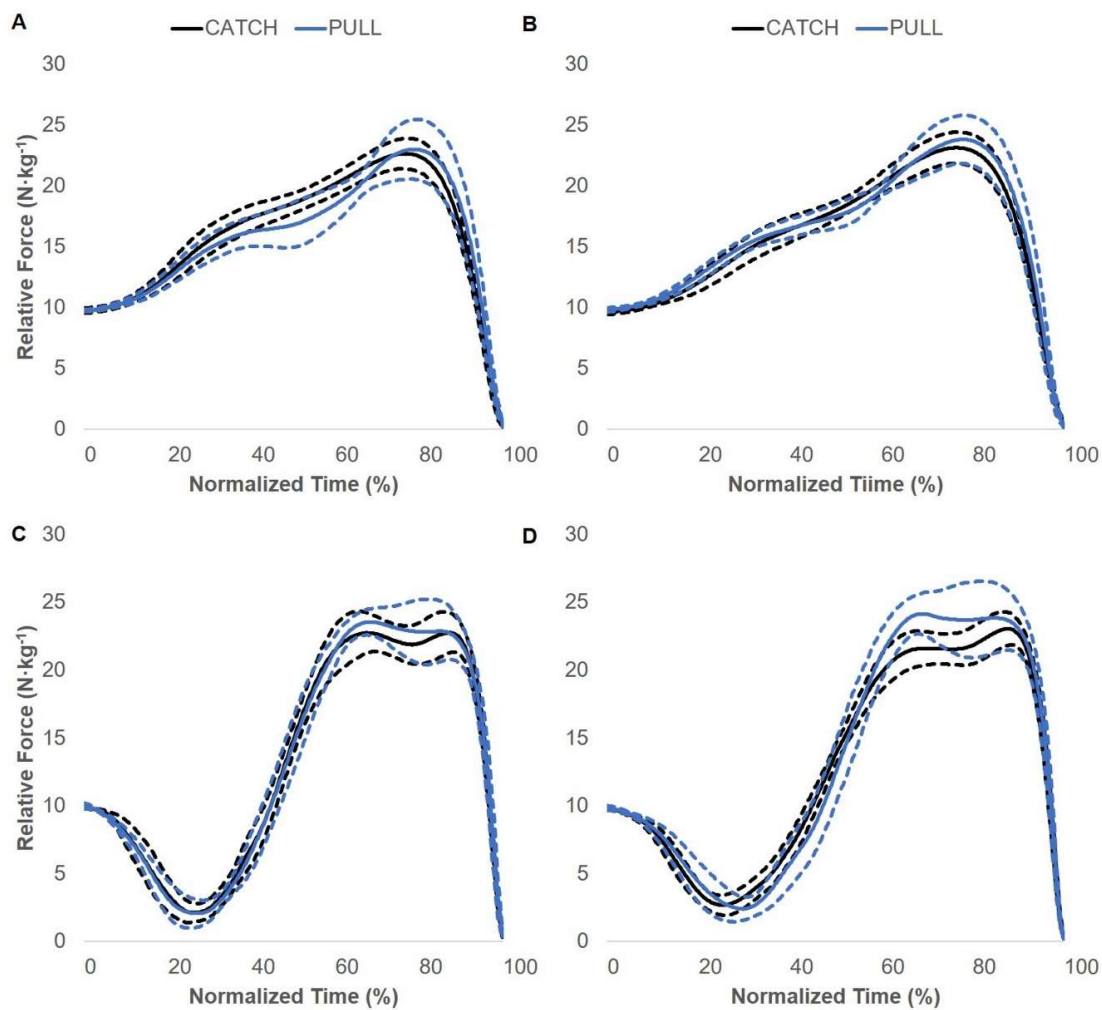 A
CATCH PULL
B
CATCH PULL
30
25
20
15
10
5
0
Relative Force (N·kg⁻¹)
0 20 40 60 80 100
Normalized Time (%)
30
25
20
15
10
5
0
0 20 40 60 80 100
Normalized Tiime (%)
C
30
25
20
15
10
5
0
Relative Force (N·kg⁻¹)
0 20 40 60 80 100
Normalized Time (%)
D
30
25
20
15
10
5
0
0 20 40 60 80 100
Normalized Time (%)